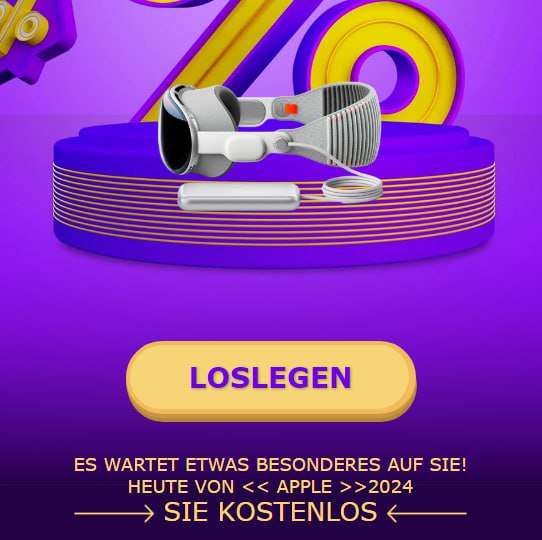 %
%
LOSLEGEN
ES WARTET ETWAS BESONDERES AUF SIE!
HEUTE VON << APPLE >>2024
SIE KOSTENLOS